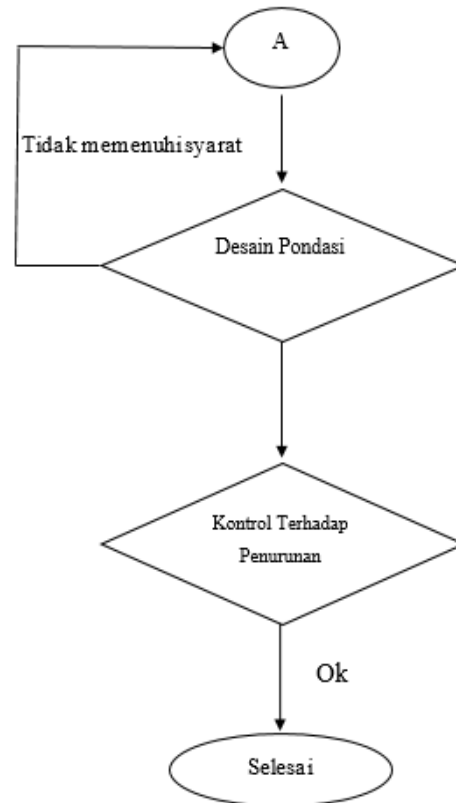 A
Tidak memenuhi syarat
Desain Pondasi
Kontrol Terhadap
Penurunan
Ok
Selesai